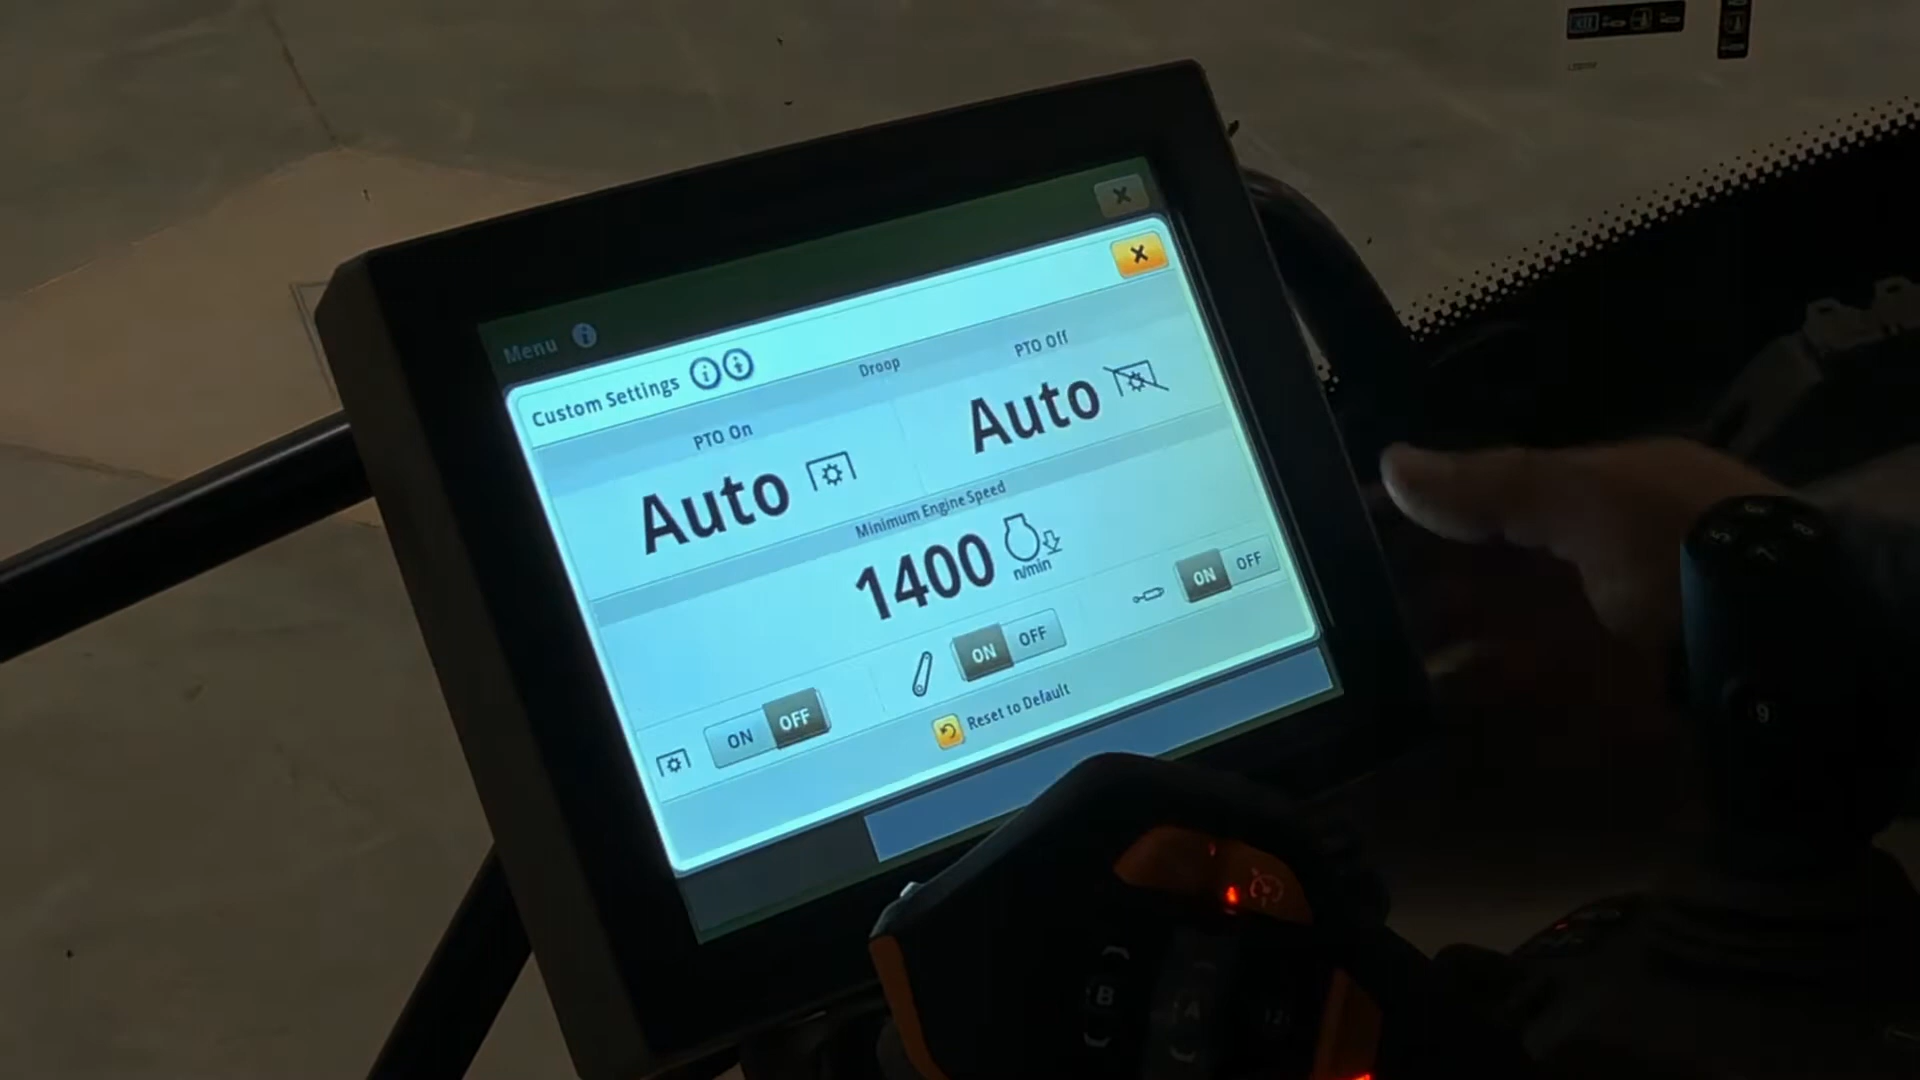 Menu
Custom Settings
Droop
PTO On
PTO Off
Auto
Auto
Minimum Engine Speed
1400
n/min
ON OFF
ON OFF
ON OFF
Reset to Default
9
B
A